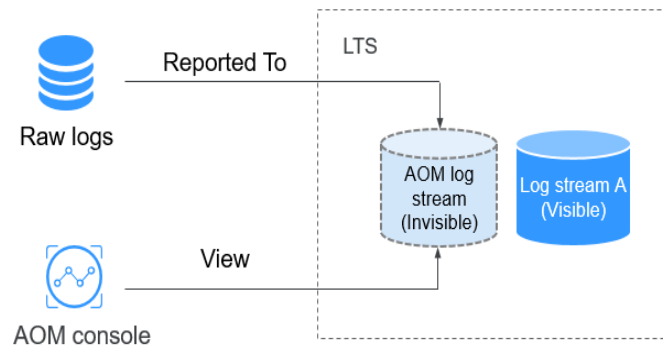 Reported To
LTS
Raw logs
AOM log
stream
(Invisible)
Log stream A
(Visible)
View
AOM console